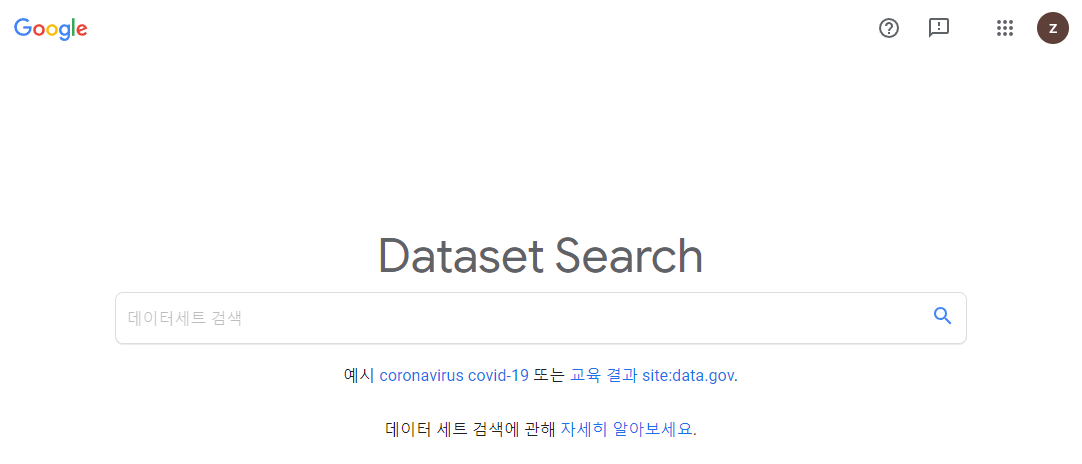 Google
Z
Dataset Search
데이터세트 검색
예시 coronavirus covid-19 또는 교육 결과 site:data.gov.
데이터 세트 검색에 관해 자세히 알아보세요.